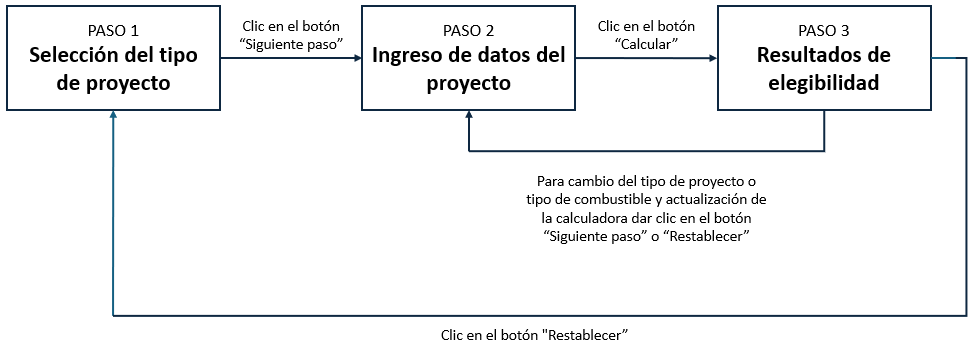 PASO 1
Selección del tipo
de proyecto
Clic en el botón
“Siguiente paso”
PASO 2
Ingreso de datos del
proyecto
Clic en el botón
“Calcular”
PASO 3
Resultados de
elegibilidad
Para cambio del tipo de proyecto o
tipo de combustible y actualización de
la calculadora dar clic en el botón
“Siguiente paso” o “Restablecer”
Clic en el botón "Restablecer”